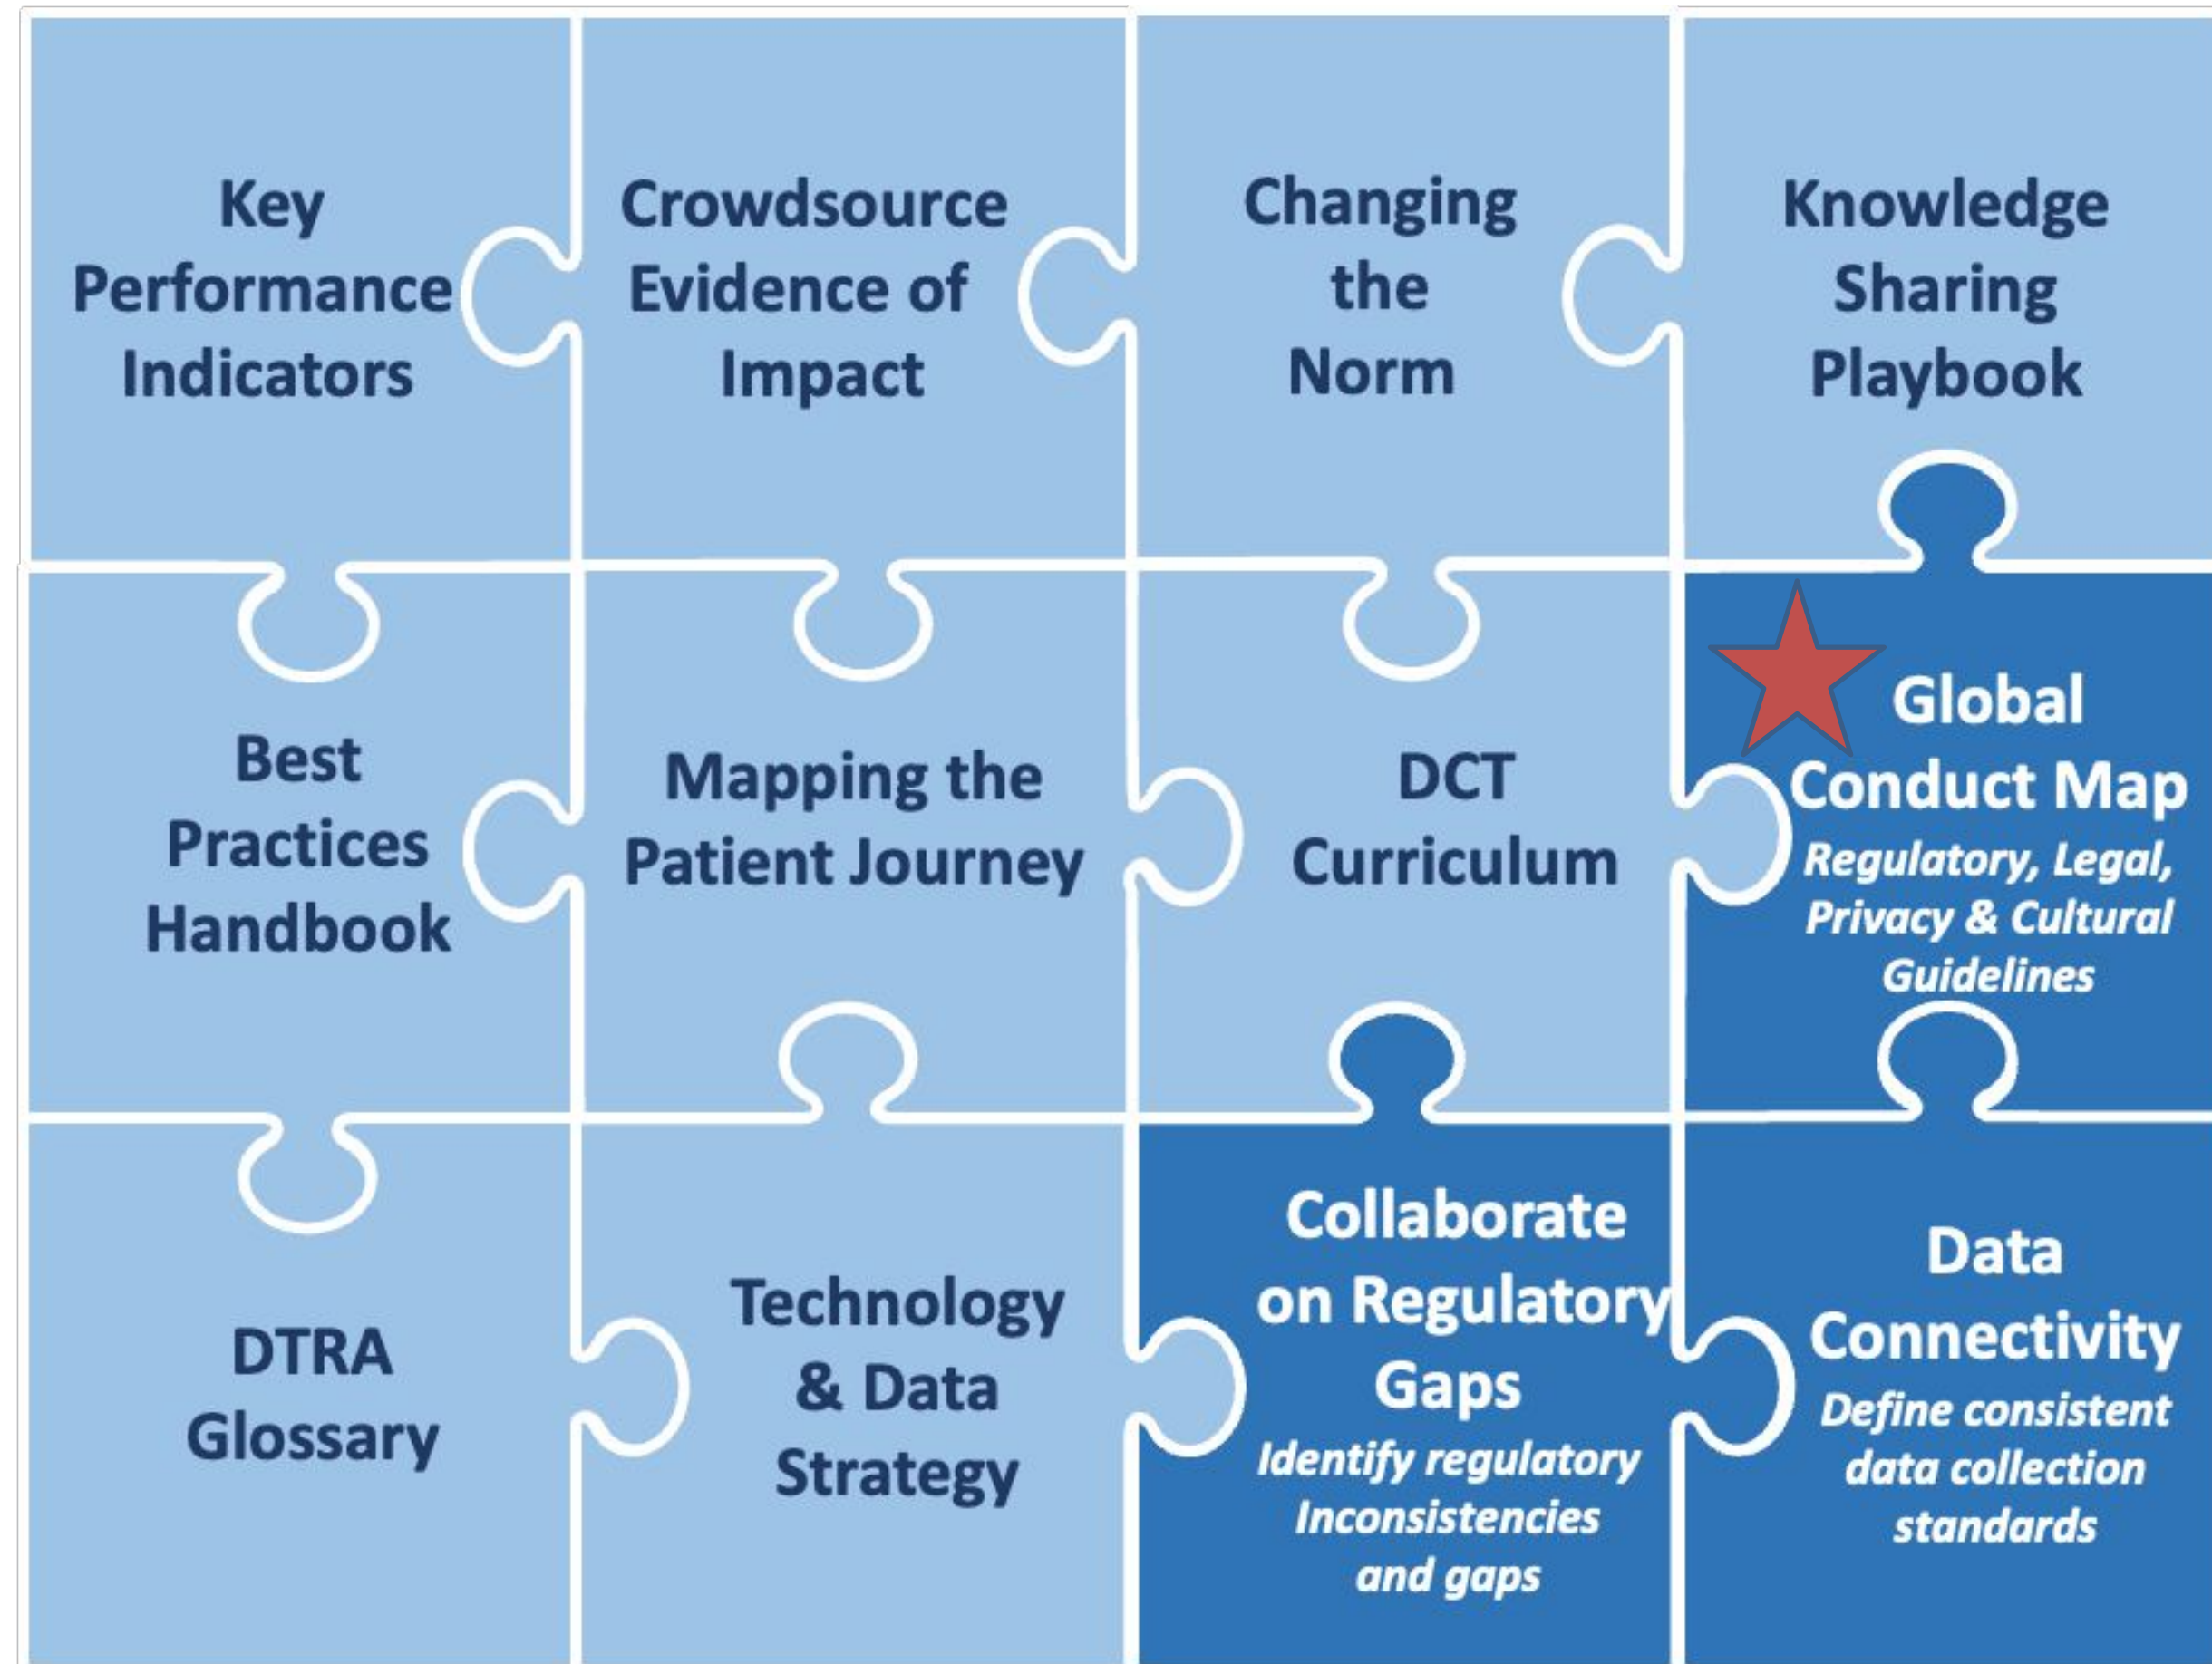 Key
Performance
Indicators
Crowdsource
Evidence of
Impact
Changing
the
Norm
Knowledge
Sharing
Playbook
Best
Practices
Handbook
Mapping the
Patient Journey
DCT
Curriculum
Global
Conduct Map
Regulatory, Legal,
Privacy & Cultural
Guidelines
DTRA
Glossary
Technology
& Data
Strategy
Collaborate
on Regulatory
Gaps
Identify regulatory
Inconsistencies
and gaps
Data
Connectivity
Define consistent
data collection
standards